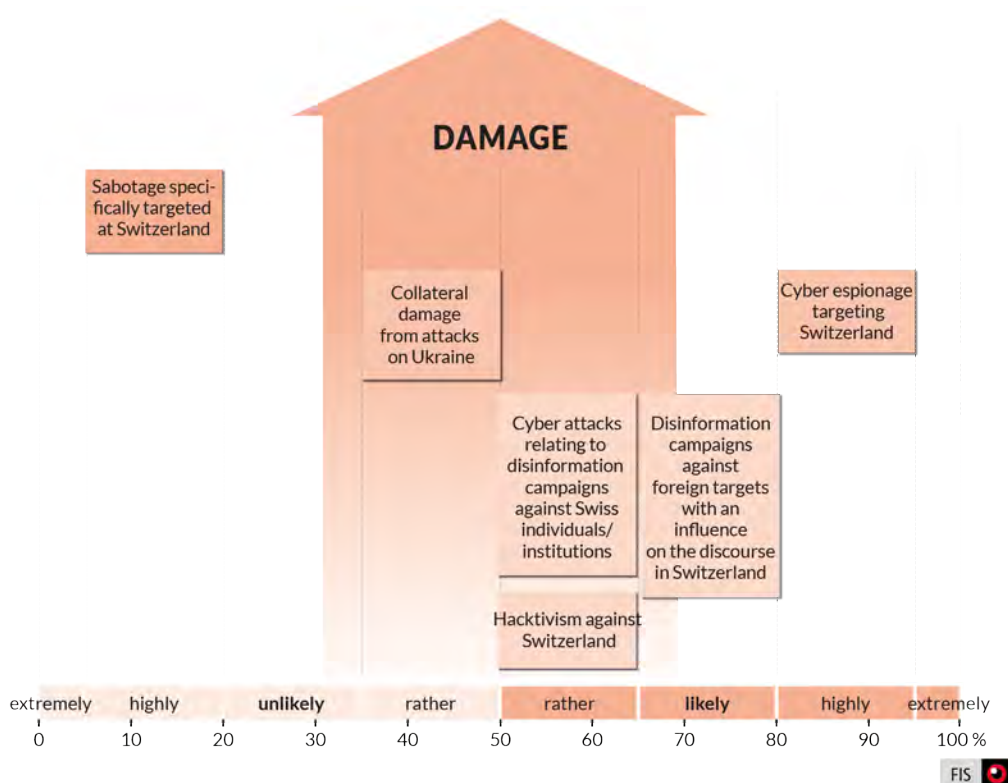 DAMAGE
Sabotage speci-
fically targeted
at Switzerland
Collateral
damage
from attacks
on Ukraine
Cyber espionage
targeting
Switzerland
Cyber attacks
relating to
disinformation
campaigns
against Swiss
individuals/
institutions
Disinformation
campaigns
against
foreign targets
with an
influence
on the discourse
in Switzerland
Hacktivism against
Switzerland
extremely highly unlikely rather rather likely highly extremely
0 10 20 30 40 50 60 70 80 90 100 %
FIS